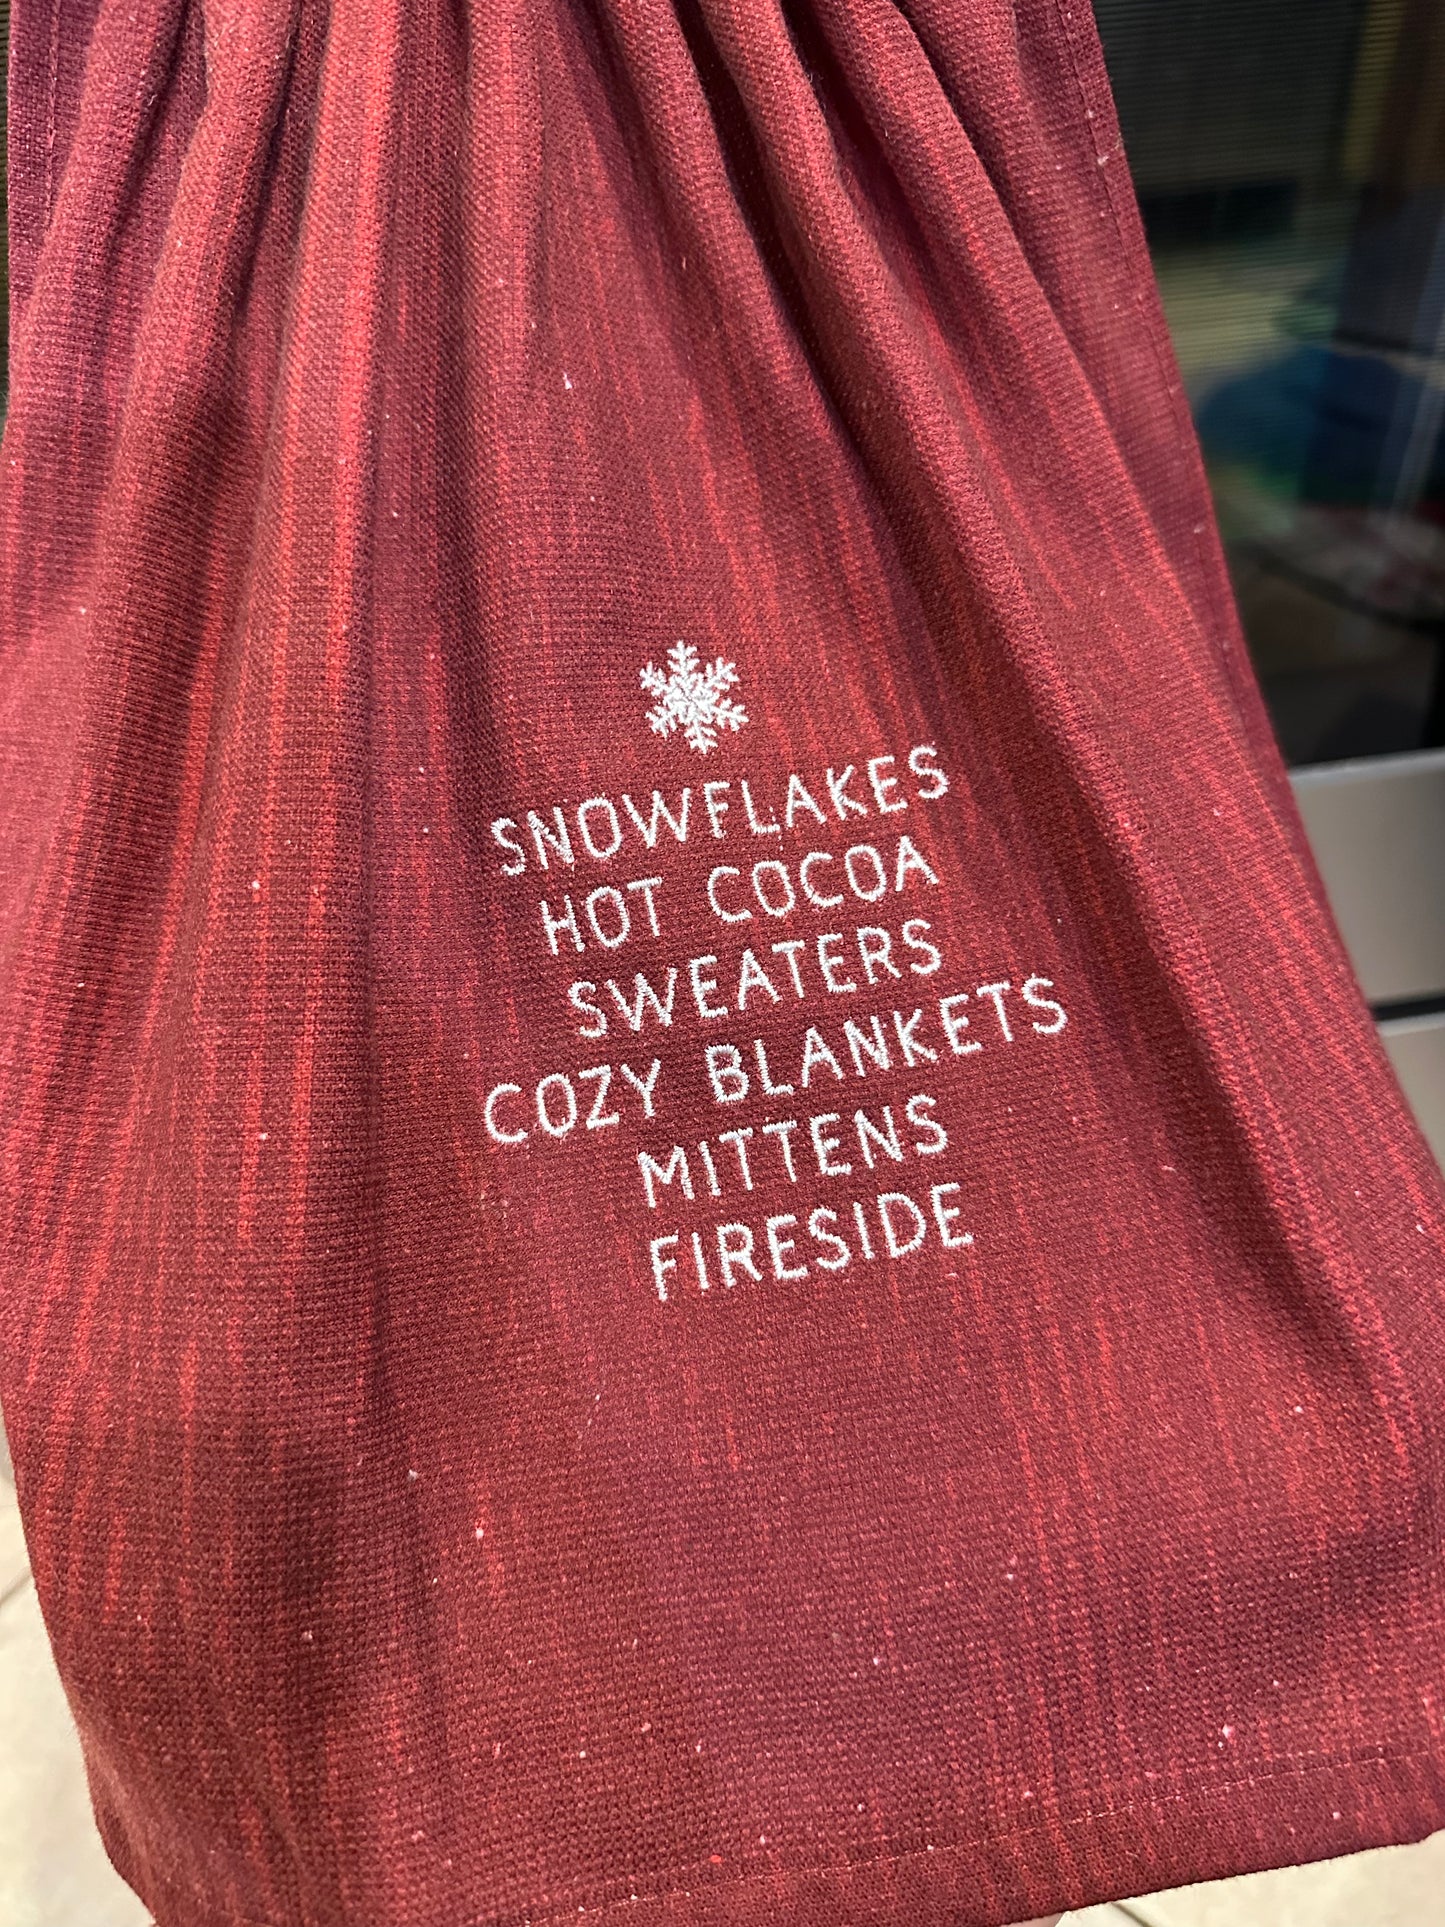 SNOWFLAKES
HOT COCOA
SWEATERS
COZY BLANKETS
MITTENS
FIRESIDE